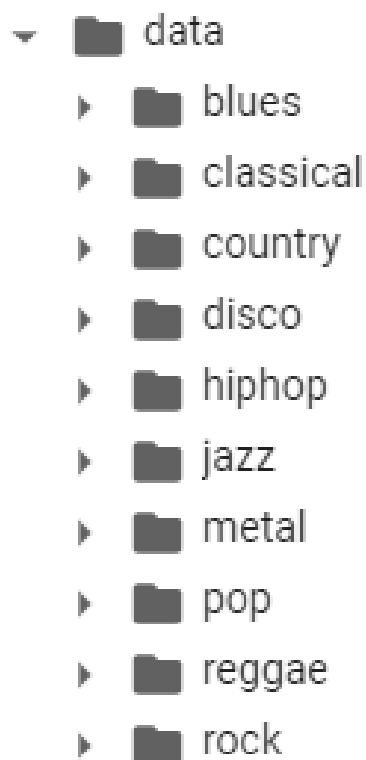 data
blues
classical
country
disco
hiphop
jazz
metal
pop
reggae
rock